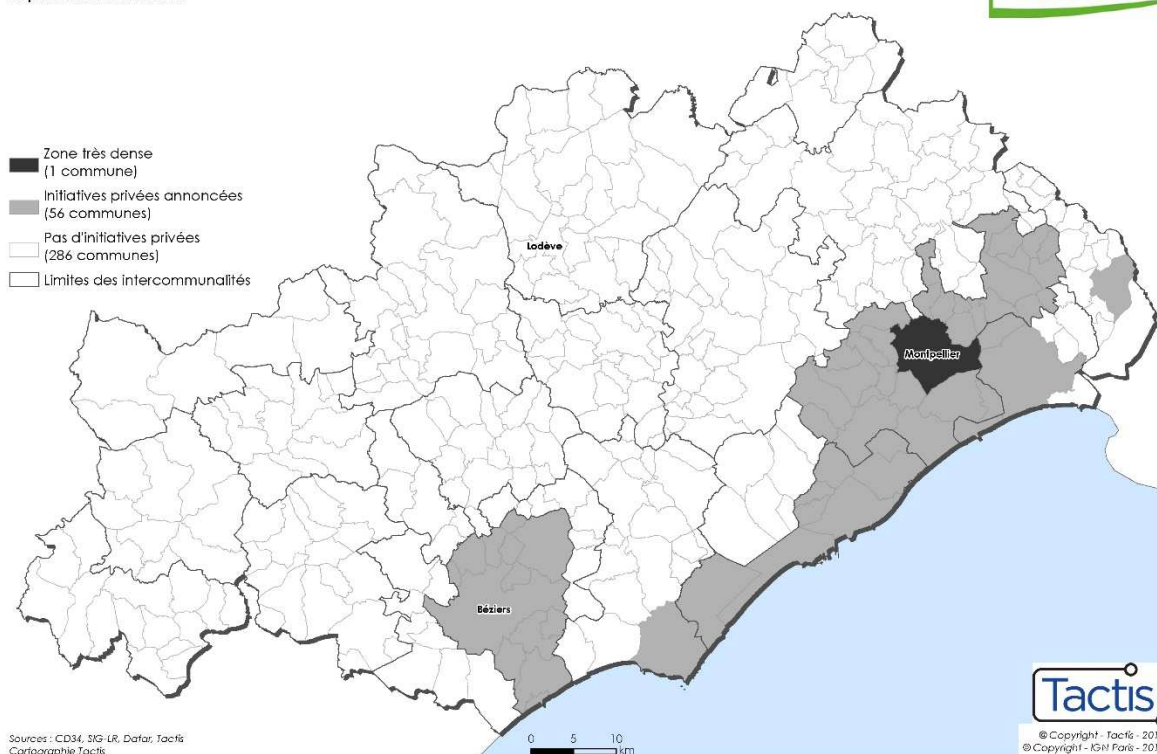 Zone très dense
(1 commune)
Initiatives privées annoncées
(56 communes)
Pas d'initiatives privées
(286 communes)
Limites des intercommunalités
Lodève
Montpellier
Béziers
Sources : CD34, SIG-LR, Datar, Tactis
Cartographie Tactis
0 5 10
km
Tactis
© Copyright - Tactis - 201
© Copyright - IGN Paris - 201